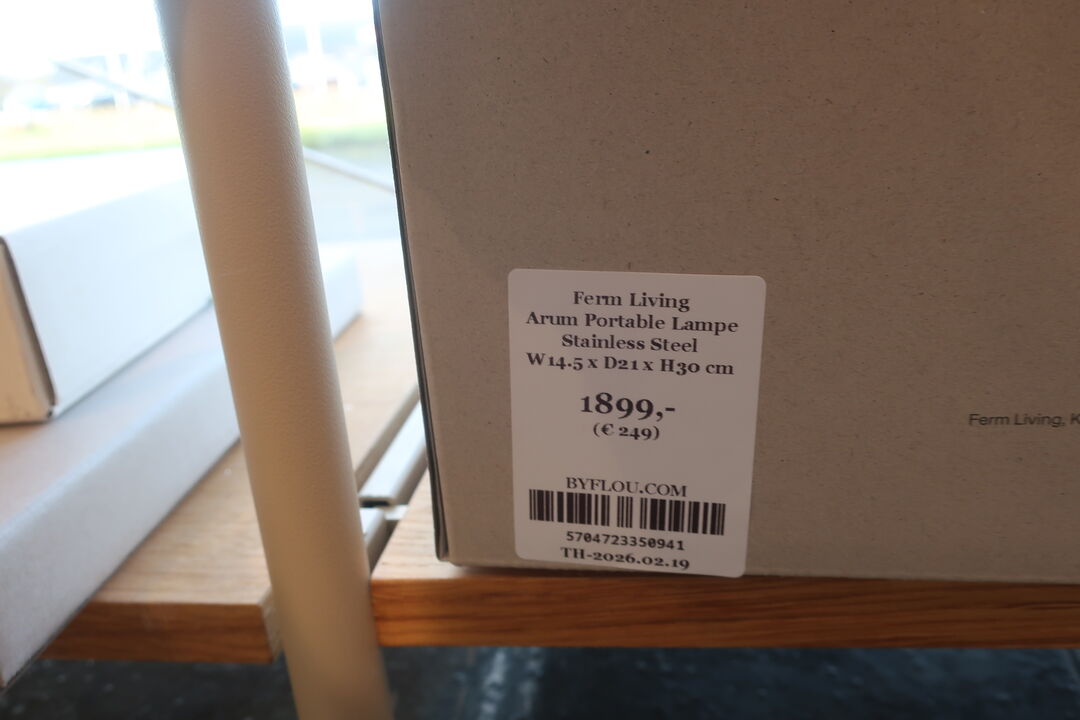 Ferm Living
Arum Portable Lampe
Stainless Steel
W14.5 x D21 x H30 cm
1899,-
(€ 249)
BYFLOU.COM
5704723350941
TH-2026.02.19
Ferm Living, K